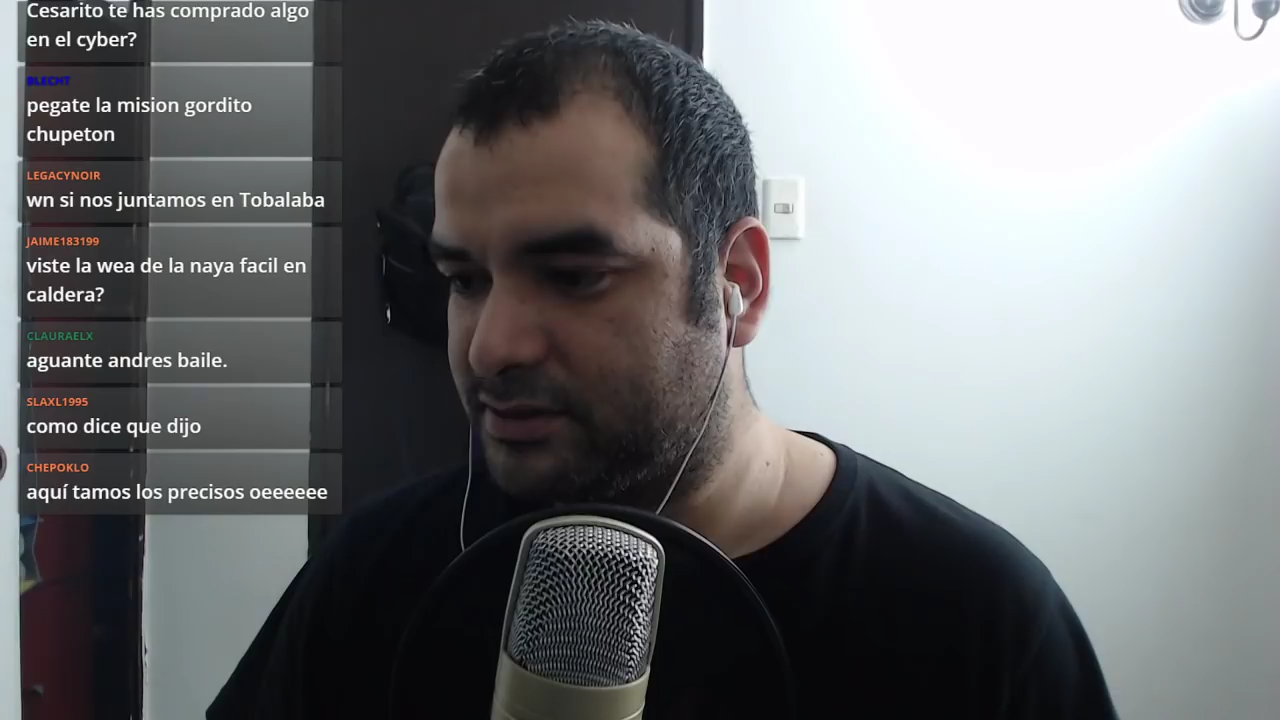 Cesarito te has comprado algo
en el cyber?
BLECHT
pegate la mision gordito
chupeton
LEGACYNOIR
wn si nos juntamos en Tobalaba
JAIME183199
viste la wea de la naya facil en
caldera?
CLAURAELX
aguante andres baile.
SLAXL1995
como dice que dijo
CHEPOKLO
aquí tamos los precisos oeeeeee